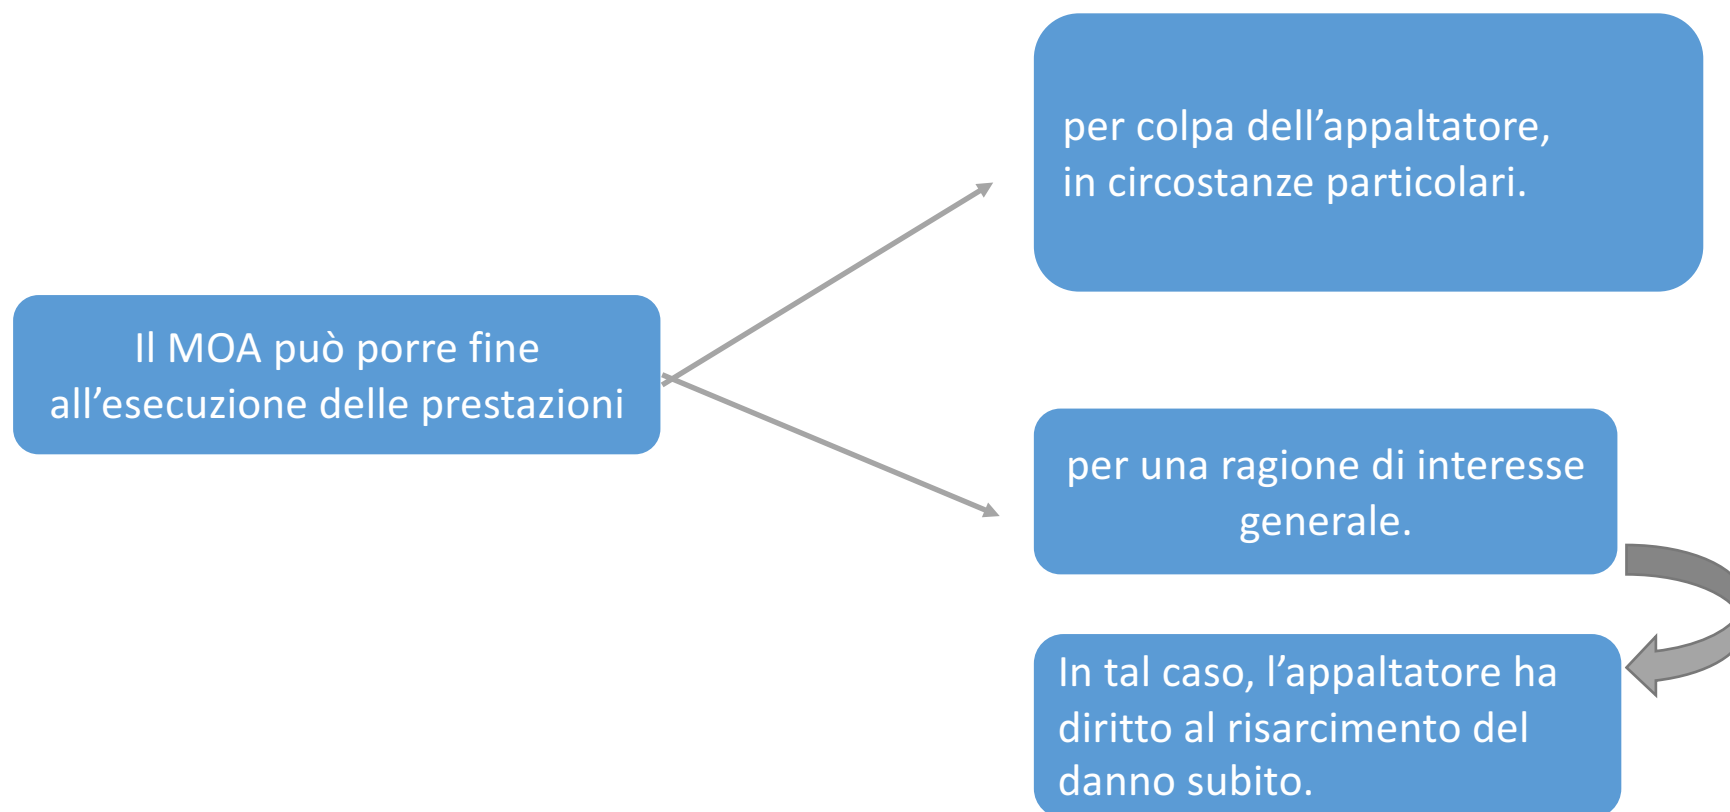 per colpa dell’appaltatore,
in circostanze particolari.
Il MOA può porre fine
all’esecuzione delle prestazioni
per una ragione di interesse
generale.
In tal caso, l’appaltatore ha
diritto al risarcimento del
danno subito.